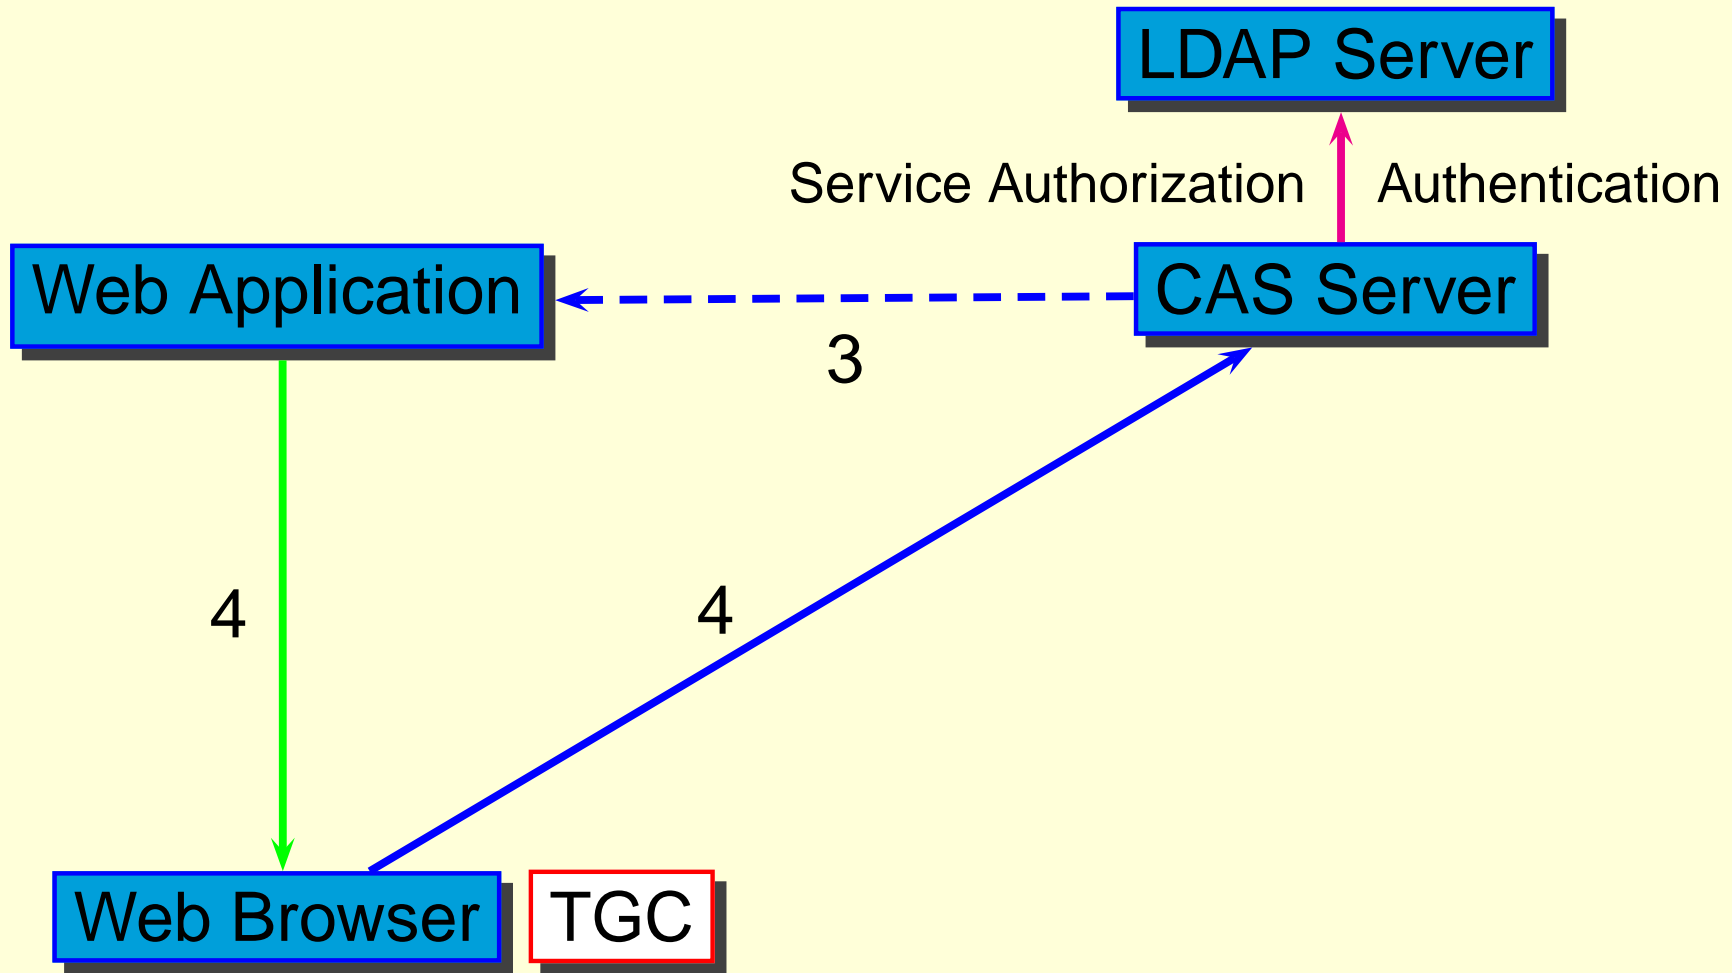 LDAP Server
Service Authorization
Authentication
Web Application
CAS Server
3
4
4
Web Browser
TGC